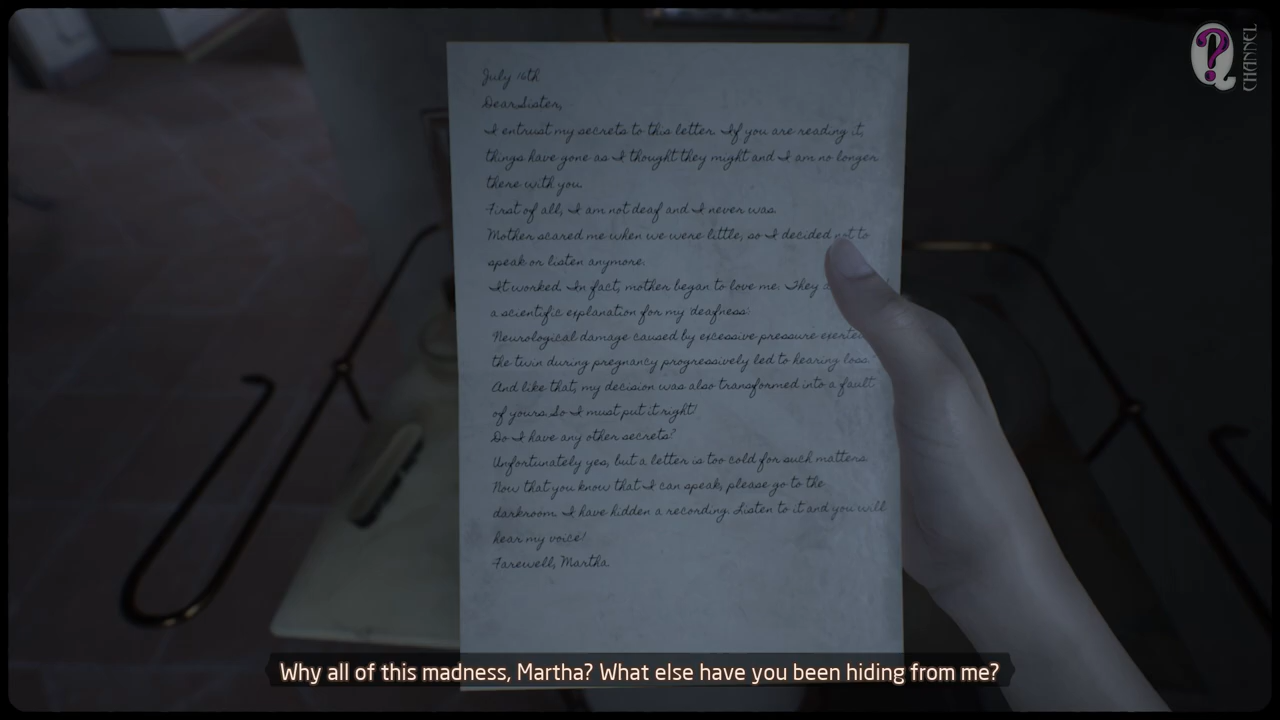 July 16th
Dear Sister,
I entrust my secrets to this letter. If you are reading it,
things have gone as I thought they might and I am no longer
there with you.
First of all, I am not deaf and I never was.
Mother scared me when we were little, so I decided not to
speak or listen anymore.
It worked. In fact, mother began to love me. They
a scientific explanation for my deafness:
Neurological damage caused by excessive pressure exerted
the twin during pregnancy progressively led to hearing loss."
And like that, my decision was also transformed into a fault
of yours. So I must put it right!
Do I have any other secrets?
Unfortunately yes, but a letter is too cold for such matters.
Now that you know that I can speak, please go to the
darkroom. I have hidden a recording. Listen to it and you will
hear my voice!
Farewell, Martha.
Why all of this madness, Martha? What else have you been hiding from me?
?
Q
CHANNEL